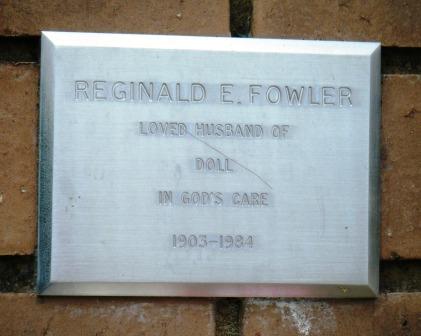 REGINALD E. FOWLER
LOVED HUSBAND OF
DOLL
IN GOD'S CARE
1903-1984